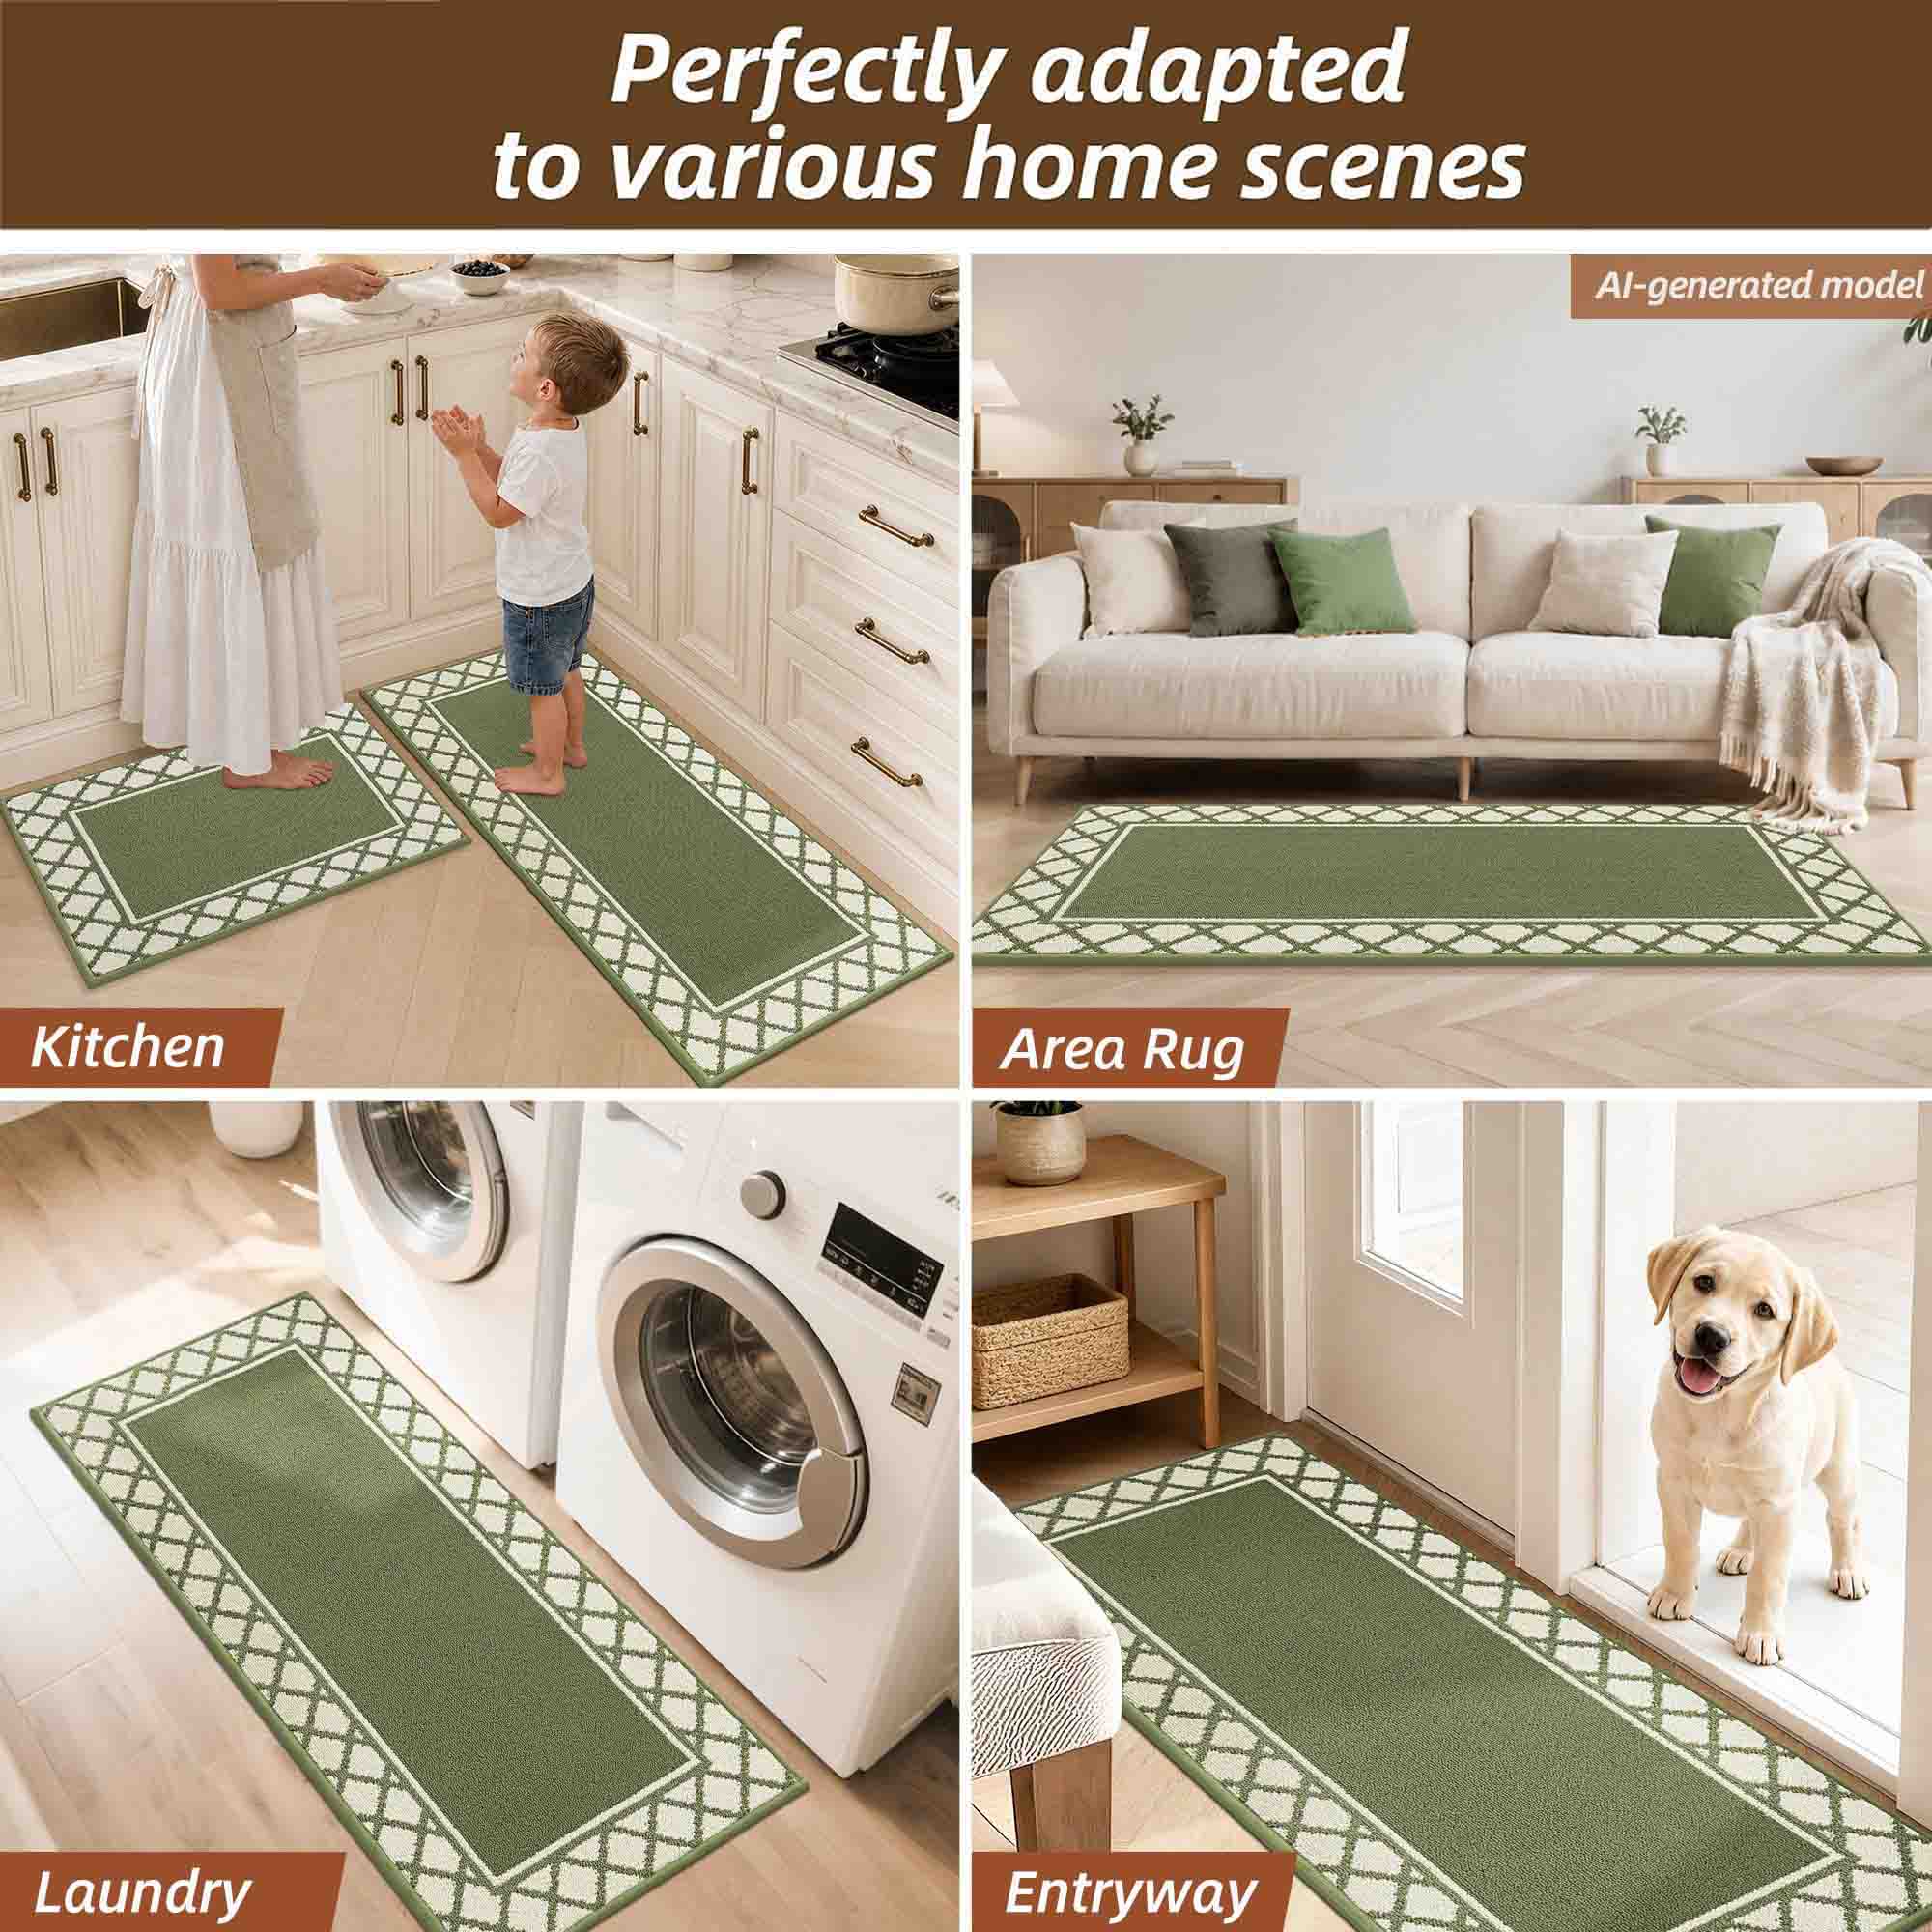 Perfectly adapted
to various home scenes
AI-generated model
Kitchen
Area Rug
Laundry
Entryway